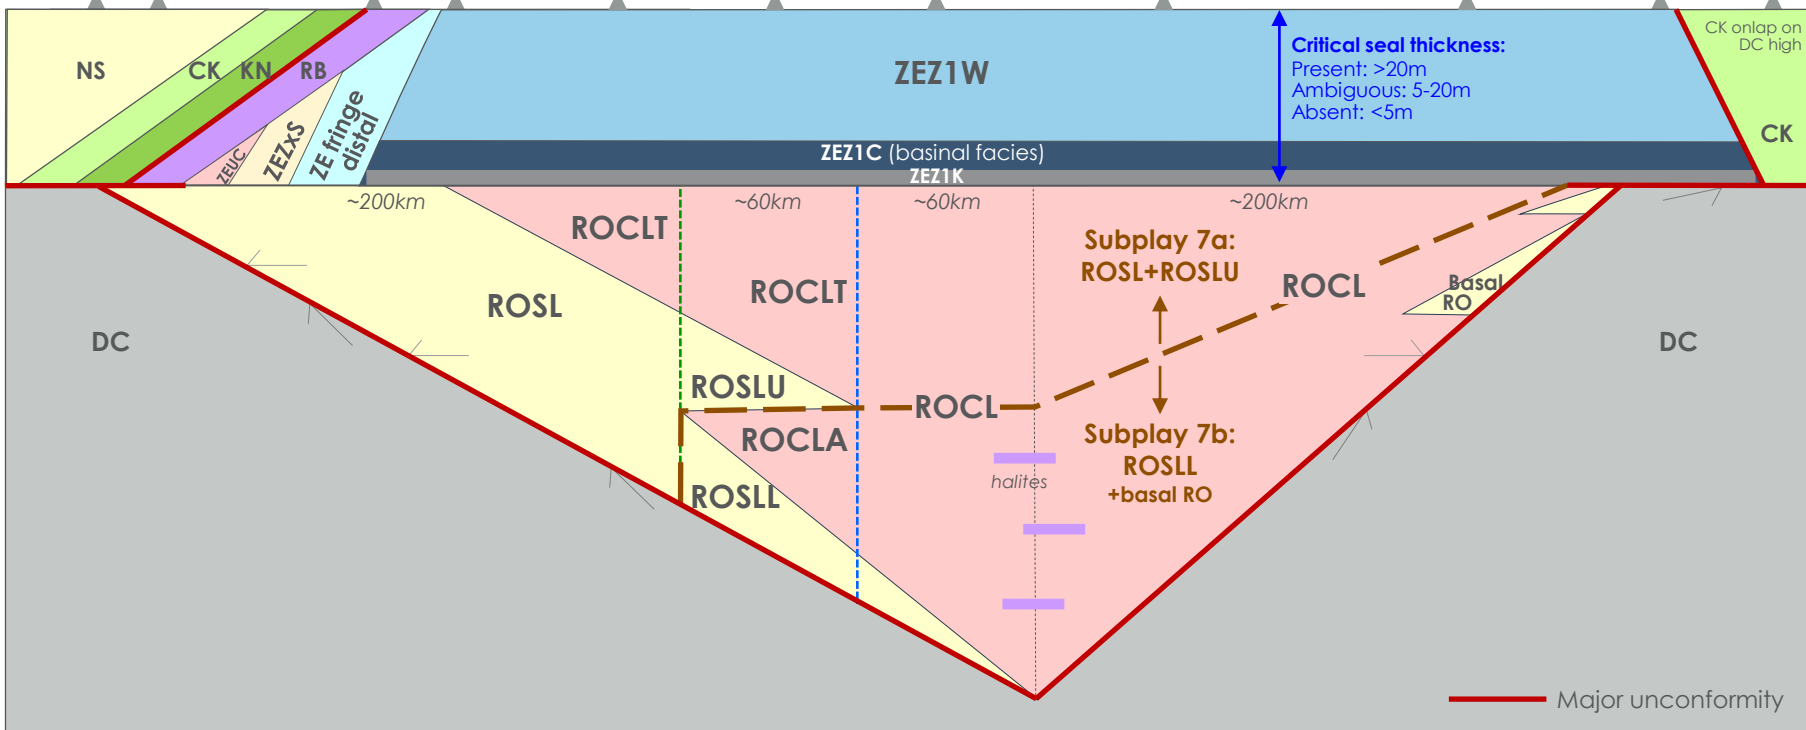 NS
CK
KN
RB
ZEUC
ZEZxS
ZE fringe
distal
ZEZ1W
Critical seal thickness:
Present: >20m
Ambiguous: 5-20m
Absent: <5m
CK onlap on
DC high
CK
ZEZ1C (basinal facies)
ZEZ1K
~200km
~60km
~60km
~200km
ROCLT
ROCLT
ROSL
Subplay 7a:
ROSL+ROSLU
ROCL
Basal
RO
DC
DC
ROSLU
ROCL
ROCLA
Subplay 7b:
ROSLL
+basal RO
ROSLL
halites
Major unconformity